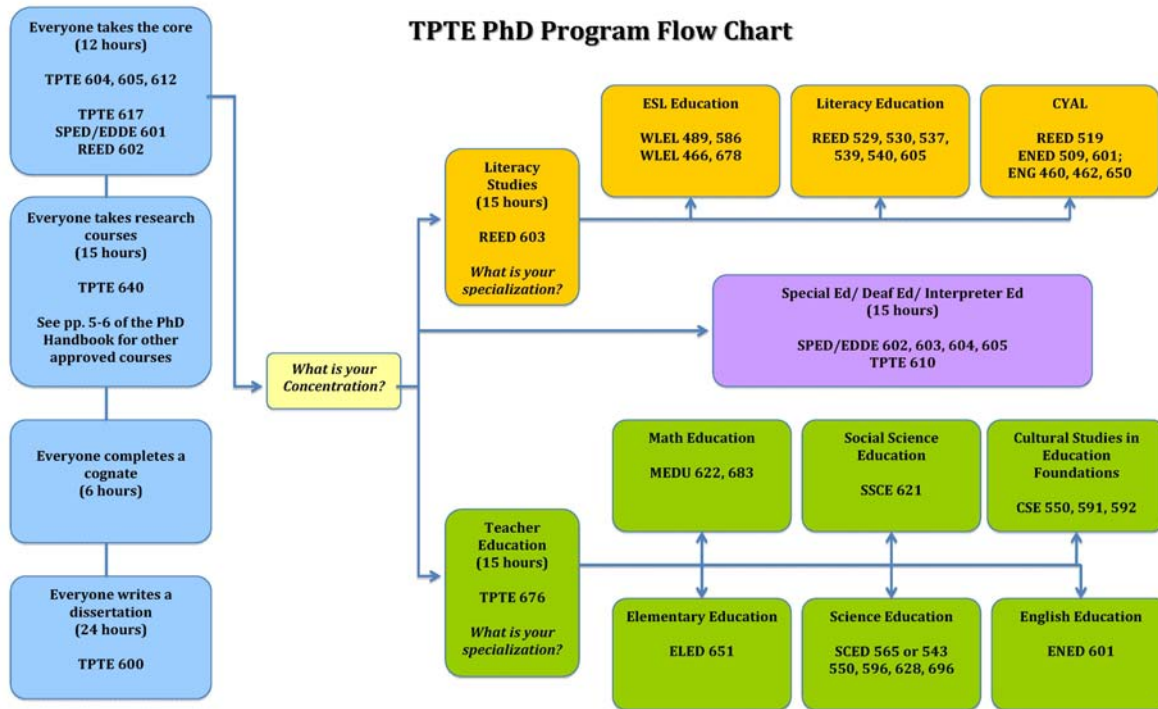 TPTE PhD Program Flow Chart
Everyone takes the core
(12 hours)
TPTE 604, 605, 612
TPTE 617
SPED/EDDE 601
REED 602
Everyone takes research
courses
(15 hours)
TPTE 640
See pp. 5-6 of the PhD
Handbook for other
approved courses
Everyone completes a
cognate
(6 hours)
Everyone writes a
dissertation
(24 hours)
TPTE 600
What is your
Concentration?
Literacy
Studies
(15 hours)
REED 603
What is your
specialization?
ESL Education
WLEL 489, 586
WLEL 466, 678
Literacy Education
REED 529, 530, 537,
539, 540, 605
CYAL
REED 519
ENED 509, 601;
ENG 460, 462, 650
Special Ed/ Deaf Ed/ Interpreter Ed
(15 hours)
SPED/EDDE 602, 603, 604, 605
TPTE 610
Teacher
Education
(15 hours)
TPTE 676
What is your
specialization?
Math Education
MEDU 622, 683
Social Science
Education
SSCE 621
Cultural Studies in
Education
Foundations
CSE 550, 591, 592
Elementary Education
ELED 651
Science Education
SCED 565 or 543
550, 596, 628, 696
English Education
ENED 601